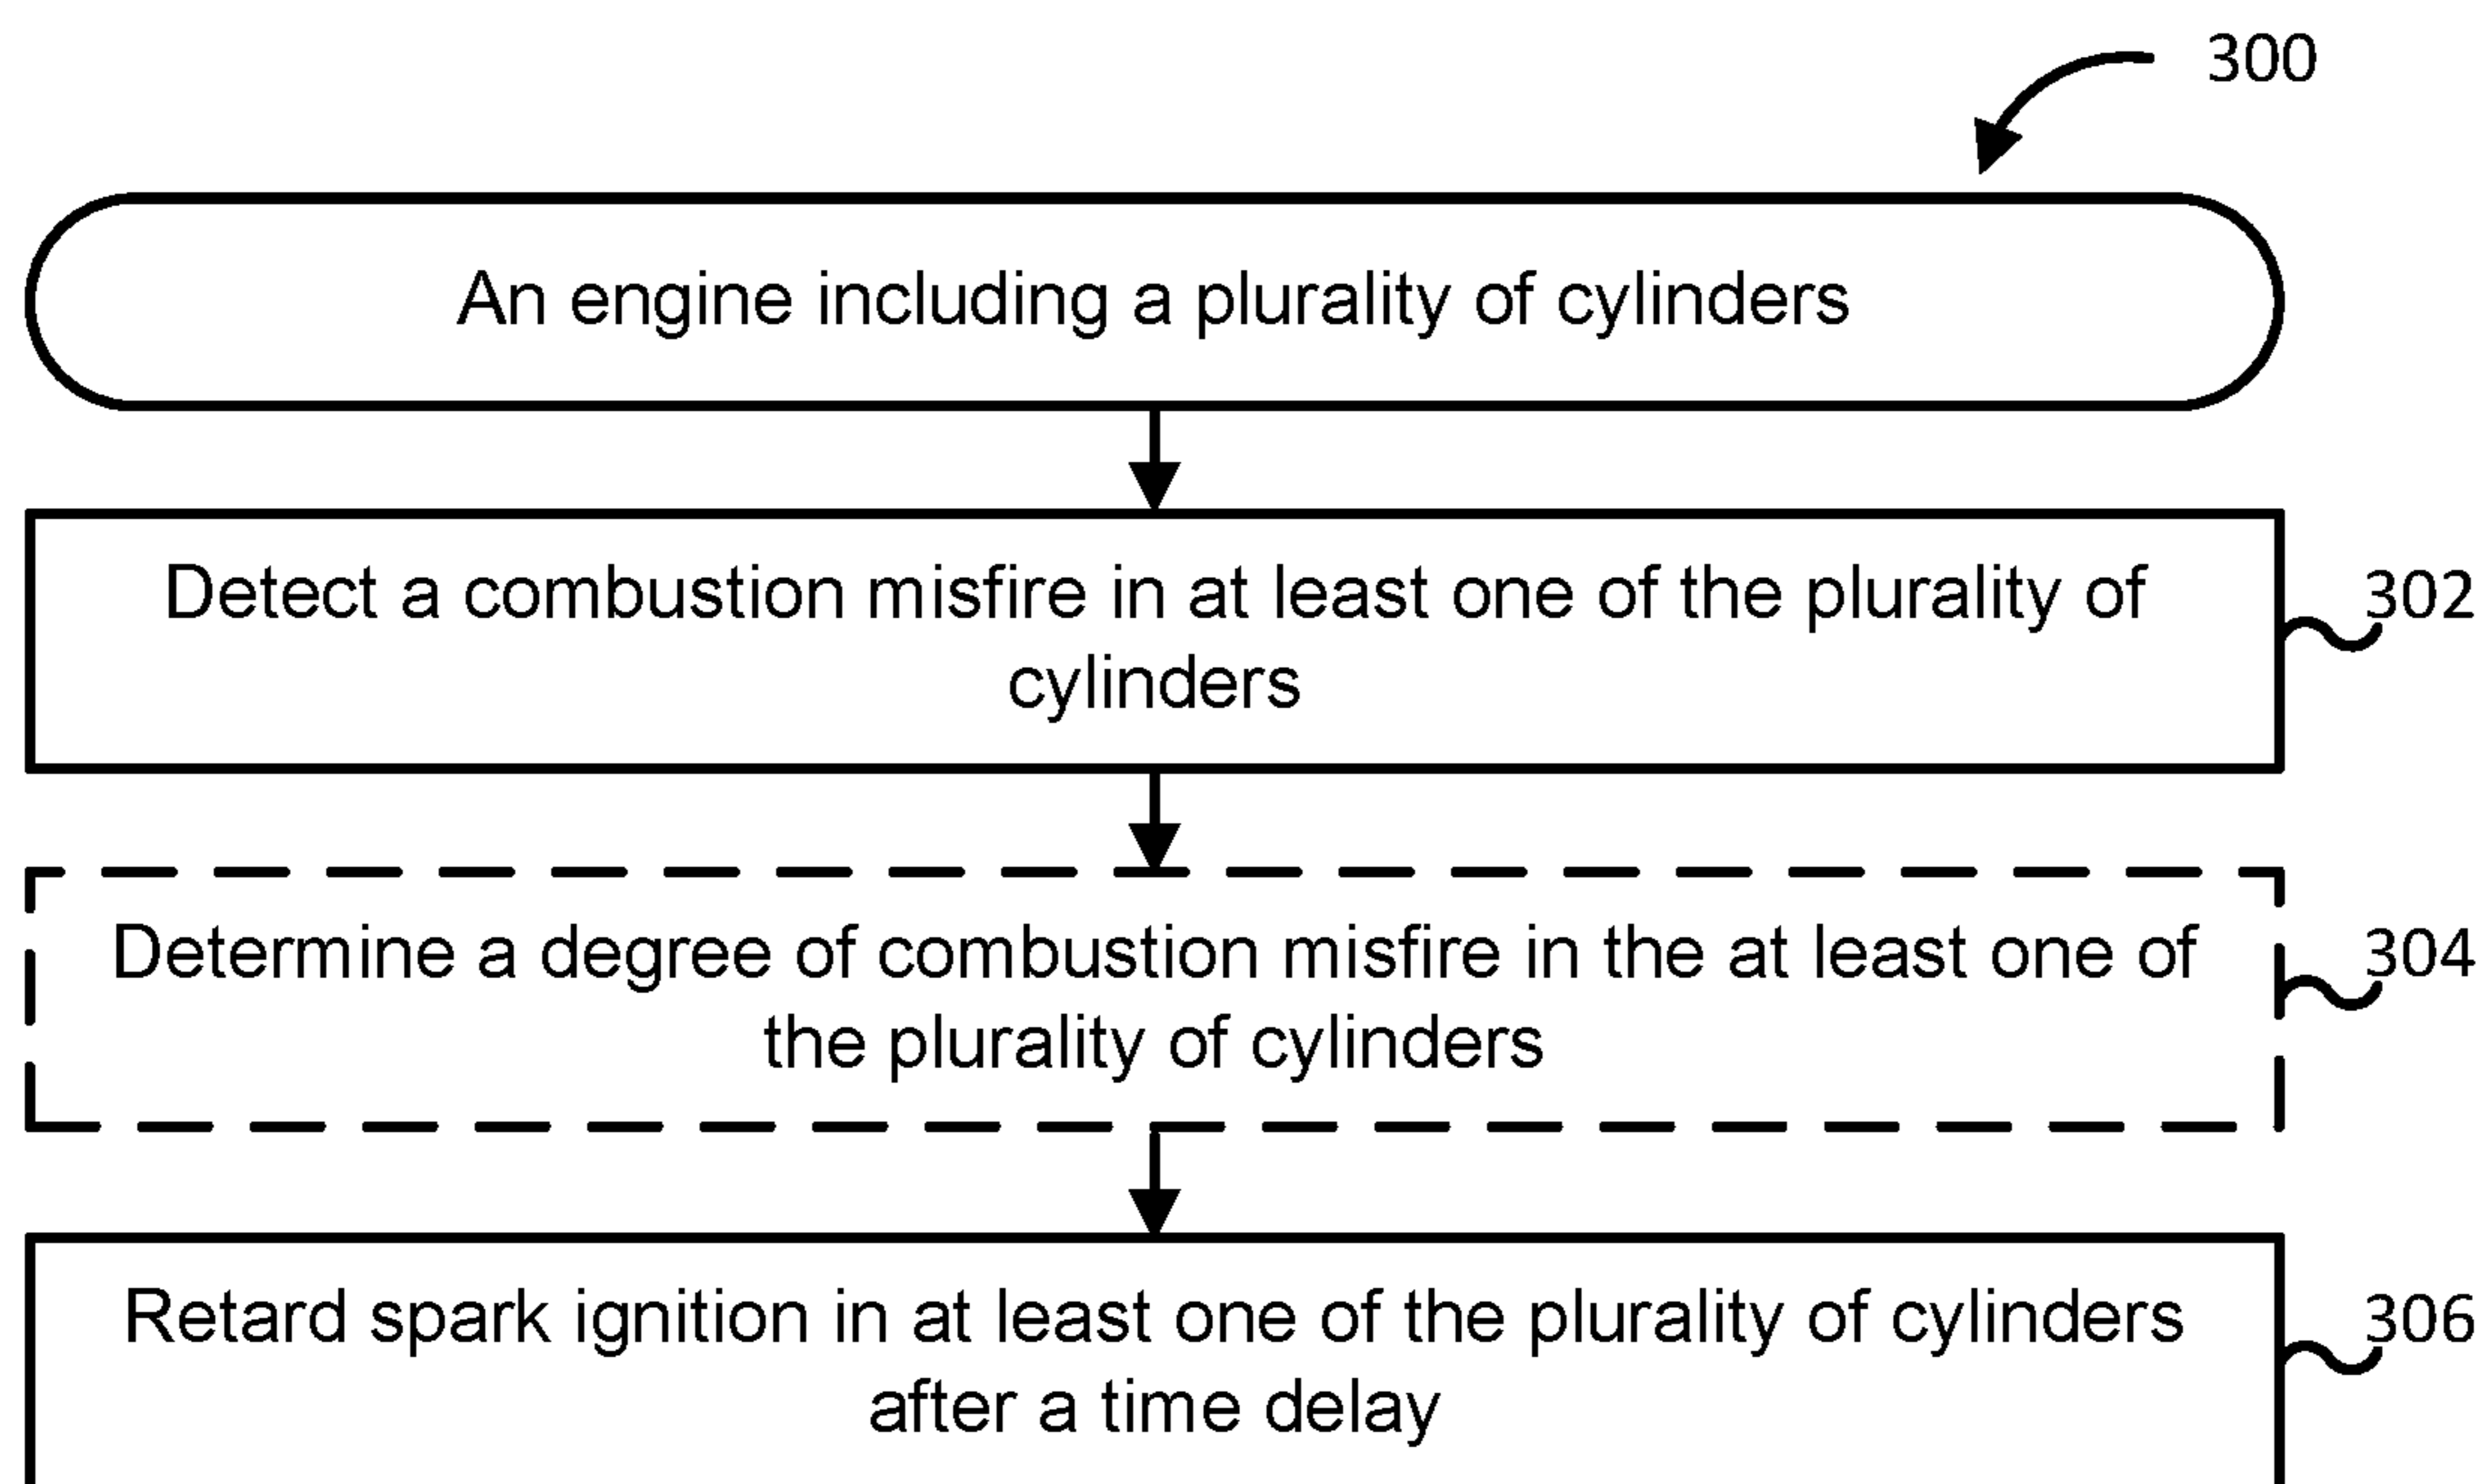 300
An engine including a plurality of cylinders
Detect a combustion misfire in at least one of the plurality of
cylinders
302
Determine a degree of combustion misfire in the at least one of
the plurality of cylinders
304
Retard spark ignition in at least one of the plurality of cylinders
after a time delay
306